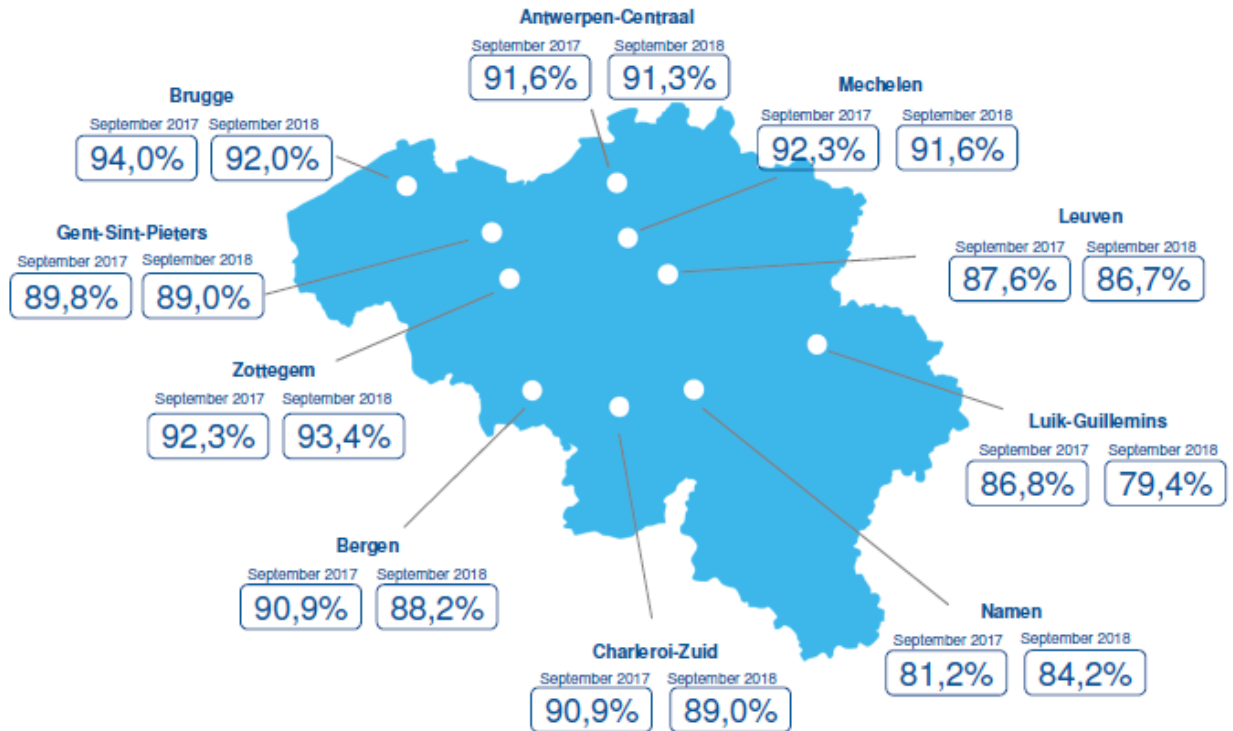 Antwerpen-Centraal
September 2017 September 2018
91,6% 91,3%
Brugge
September 2017 September 2018
94,0% 92,0%
Mechelen
September 2017 September 2018
92,3% 91,6%
Gent-Sint-Pieters
September 2017 September 2018
89,8% 89,0%
Leuven
September 2017 September 2018
87,6% 86,7%
Zottegem
September 2017 September 2018
92,3% 93,4%
Luik-Guillemins
September 2017 September 2018
86,8% 79,4%
Bergen
September 2017 September 2018
90,9% 88,2%
Namen
September 2017 September 2018
81,2% 84,2%
Charleroi-Zuid
September 2017 September 2018
90,9% 89,0%